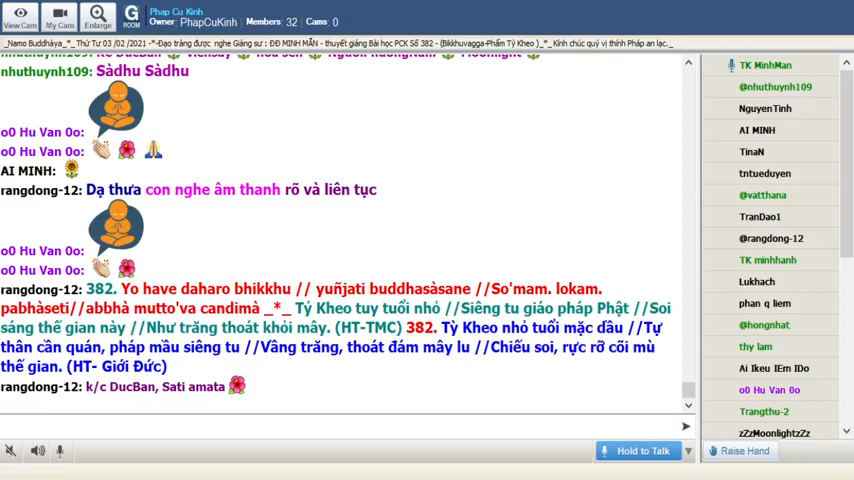 Phap Cu Kinh
Owner: PhapCuKinh | Members: 32 | Cams: 0
View Cam
My Cam
Enlarge
G
ROOM
_Namo Buddhàya_*_ Thứ Tư 03 /02 /2021 -*-Đạo tràng được nghe Giảng sư : ĐĐ MINH MẪN - thuyết giảng Bài học PCK Số 382 - (Bikkhuvagga-Phẩm Tỳ Kheo )_*_ Kính chúc quý vị thính Pháp an lạc._
nhuthuynh109: Sàdhu Sàdhu
o0 Hu Van 0o:
o0 Hu Van 0o:
AI MINH:
rangdong-12: Dạ thưa con nghe âm thanh rõ và liên tục
o0 Hu Van 0o:
o0 Hu Van 0o:
rangdong-12: 382. Yo have daharo bhikkhu // yuñjati buddhasàsane //So'mam. lokam.
pabhàseti//abbhà mutto'va candimà _*_ Tỷ Kheo tuy tuổi nhỏ //Siêng tu giáo pháp Phật //Soi
sáng thế gian này //Như trăng thoát khỏi mây. (HT-TMC) 382. Tỳ Kheo nhỏ tuổi mặc dầu //Tự
thân cần quán, pháp mầu siêng tu //Vầng trăng, thoát đám mây lu //Chiếu soi, rực rỡ cõi mù
thế gian. (HT- Giới Đức)
rangdong-12: k/c DucBan, Sati amata
TK MinhMan
@nhuthuynh109
NguyenTinh
AI MINH
TinaN
tntueduyen
@vatthana
TranDao1
@rangdong-12
TK minhhanh
Lukhach
phan q liem
@hongnhat
thy lam
Ai Ikeu IEm IDo
o0 Hu Van 0o
Trangthu-2
zZzMoonlightzZz
Hold to Talk
Raise Hand